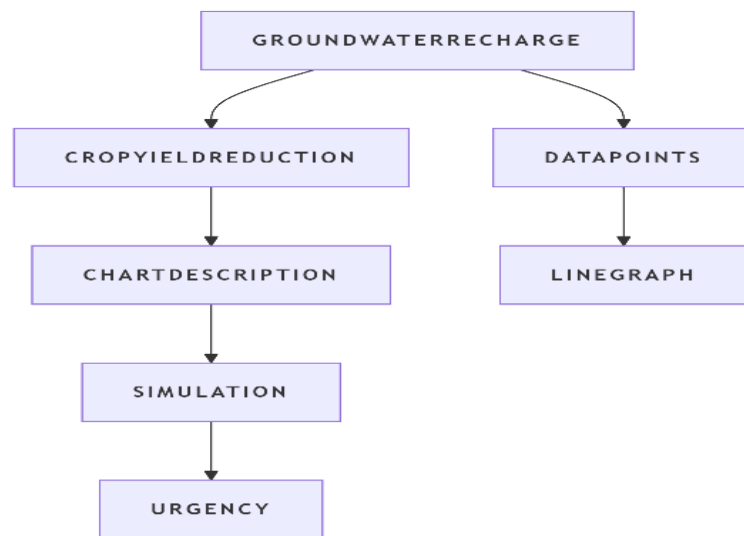 GROUNDWATERRECHARGE
CROPYIELDREDUCTION
DATAPOINTS
CHARTDESCRIPTION
LINEGRAPH
SIMULATION
URGENCY